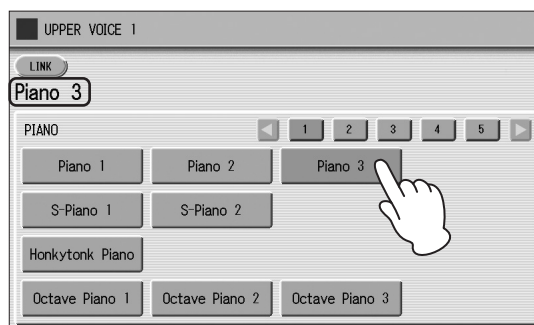 UPPER VOICE 1
LINK
Piano 3
PIANO 1 2 3 4 5
Piano 1 Piano 2 Piano 3
S-Piano 1 S-Piano 2
Honkytonk Piano
Octave Piano 1 Octave Piano 2 Octave Piano 3